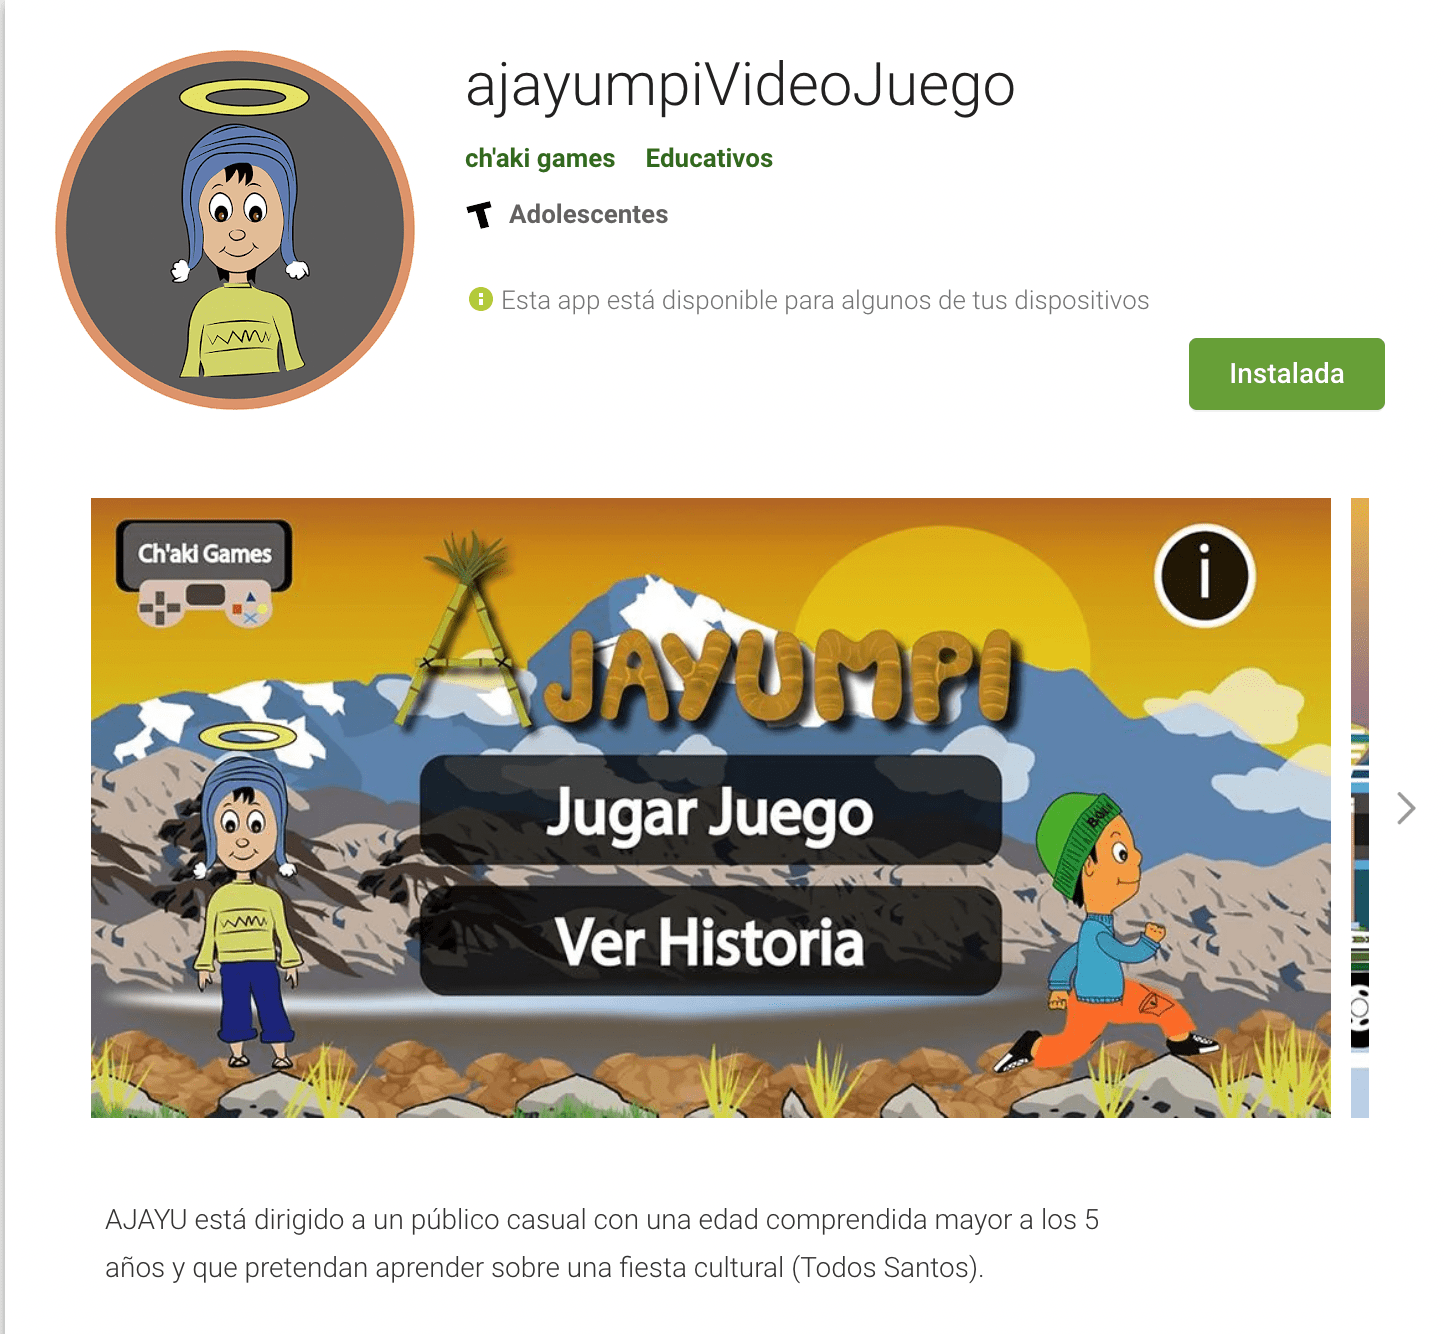 ajayumpiVideoJuego
ch'aki games Educativos
T Adolescentes
Esta app está disponible para algunos de tus dispositivos
Instalada
Ch'aki Games
i
AJAYUMPI
Jugar Juego
Ver Historia
AJAYU está dirigido a un público casual con una edad comprendida mayor a los 5
años y que pretendan aprender sobre una fiesta cultural (Todos Santos).